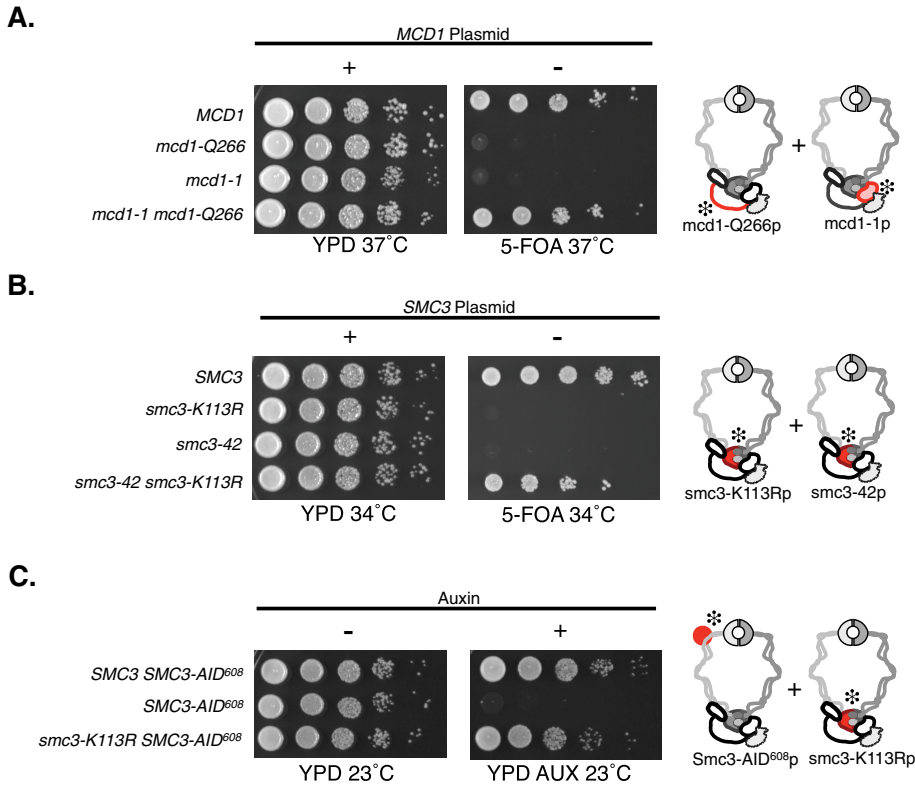 A.
MCD1 Plasmid
+
-
MCD1
mcd1-Q266
mcd1-1
mcd1-1 mcd1-Q266
YPD 37˚C
5-FOA 37˚C
+
mcd1-Q266p
mcd1-1p
B.
SMC3 Plasmid
+
-
SMC3
smc3-K113R
smc3-42
smc3-42 smc3-K113R
YPD 34˚C
5-FOA 34˚C
+
smc3-K113Rp
smc3-42p
C.
Auxin
-
+
SMC3 SMC3-AID⁶⁰⁸
SMC3-AID⁶⁰⁸
smc3-K113R SMC3-AID⁶⁰⁸
YPD 23˚C
YPD AUX 23˚C
+
Smc3-AID⁶⁰⁸p
smc3-K113Rp